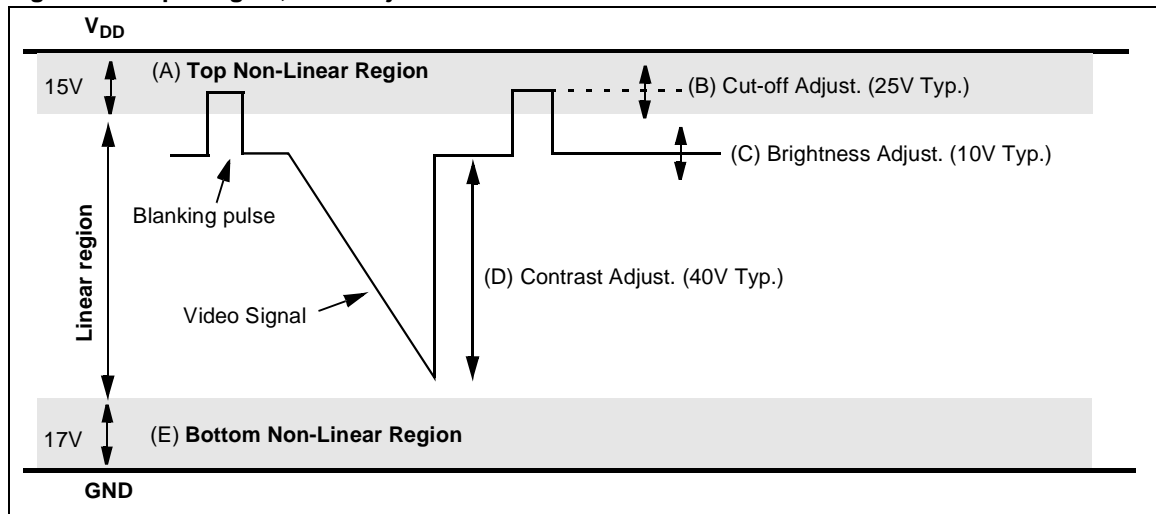 V_DD
15V
(A) Top Non-Linear Region
(B) Cut-off Adjust. (25V Typ.)
(C) Brightness Adjust. (10V Typ.)
Blanking pulse
Linear region
(D) Contrast Adjust. (40V Typ.)
Video Signal
17V
(E) Bottom Non-Linear Region
GND